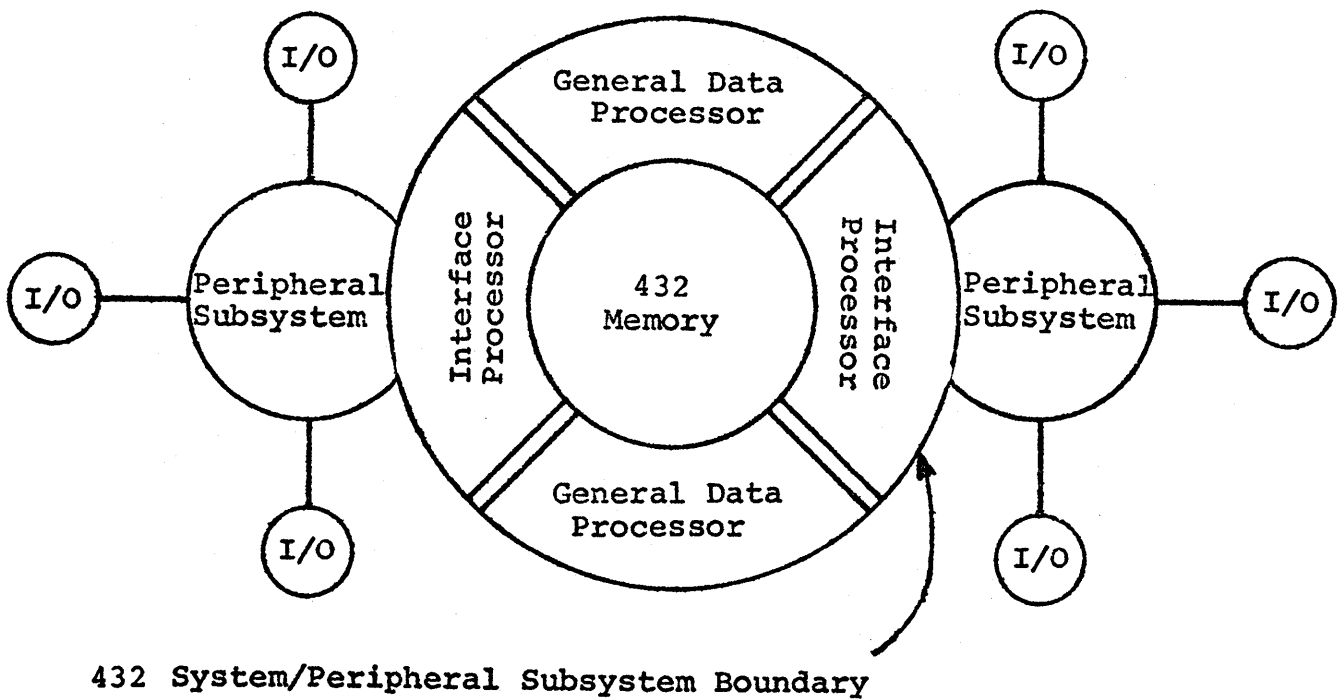 I/O
I/O
General Data
Processor
Interface
Processor
Interface
Processor
I/O
Peripheral
Subsystem
432
Memory
Peripheral
Subsystem
I/O
General Data
Processor
I/O
I/O
432 System/Peripheral Subsystem Boundary